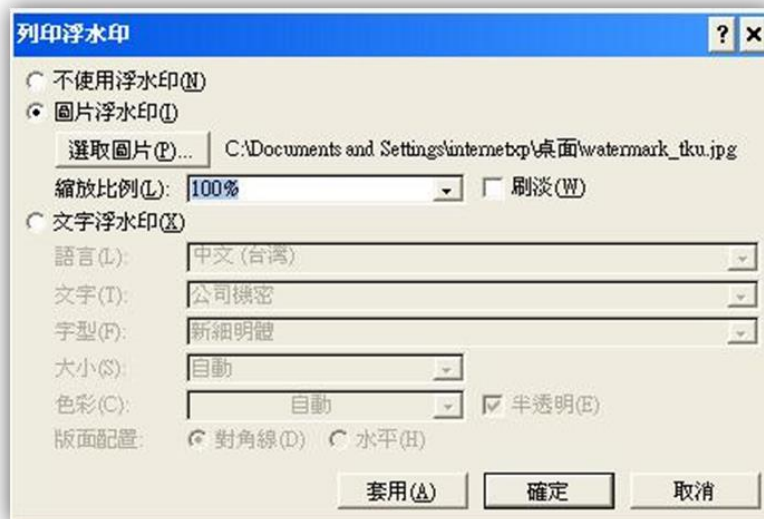 列印浮水印
不使用浮水印(N)
圖片浮水印(I)
選取圖片(P)... C:\Documents and Settings\internetxp\桌面\watermark_tku.jpg
縮放比例(L): 100% 刷淡(W)
文字浮水印(X)
語言(L): 中文 (台灣)
文字(T): 公司機密
字型(F): 新細明體
大小(S): 自動
色彩(C): 自動 半透明(E)
版面配置: 對角線(D) 水平(H)
套用(A) 確定 取消